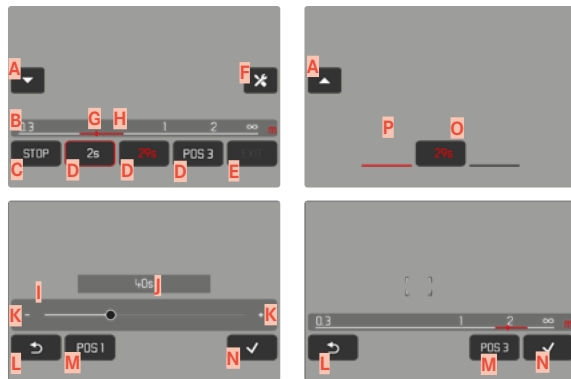 A
F
B 0.3 G H 1 2 ∞ m
STOP 2s 29s POS 3 EXIT
C D D D E
A
P O
29s
I 40s J
K - + K
POS 1
L M N
0.3 1 2 ∞ m
POS 3
L M N